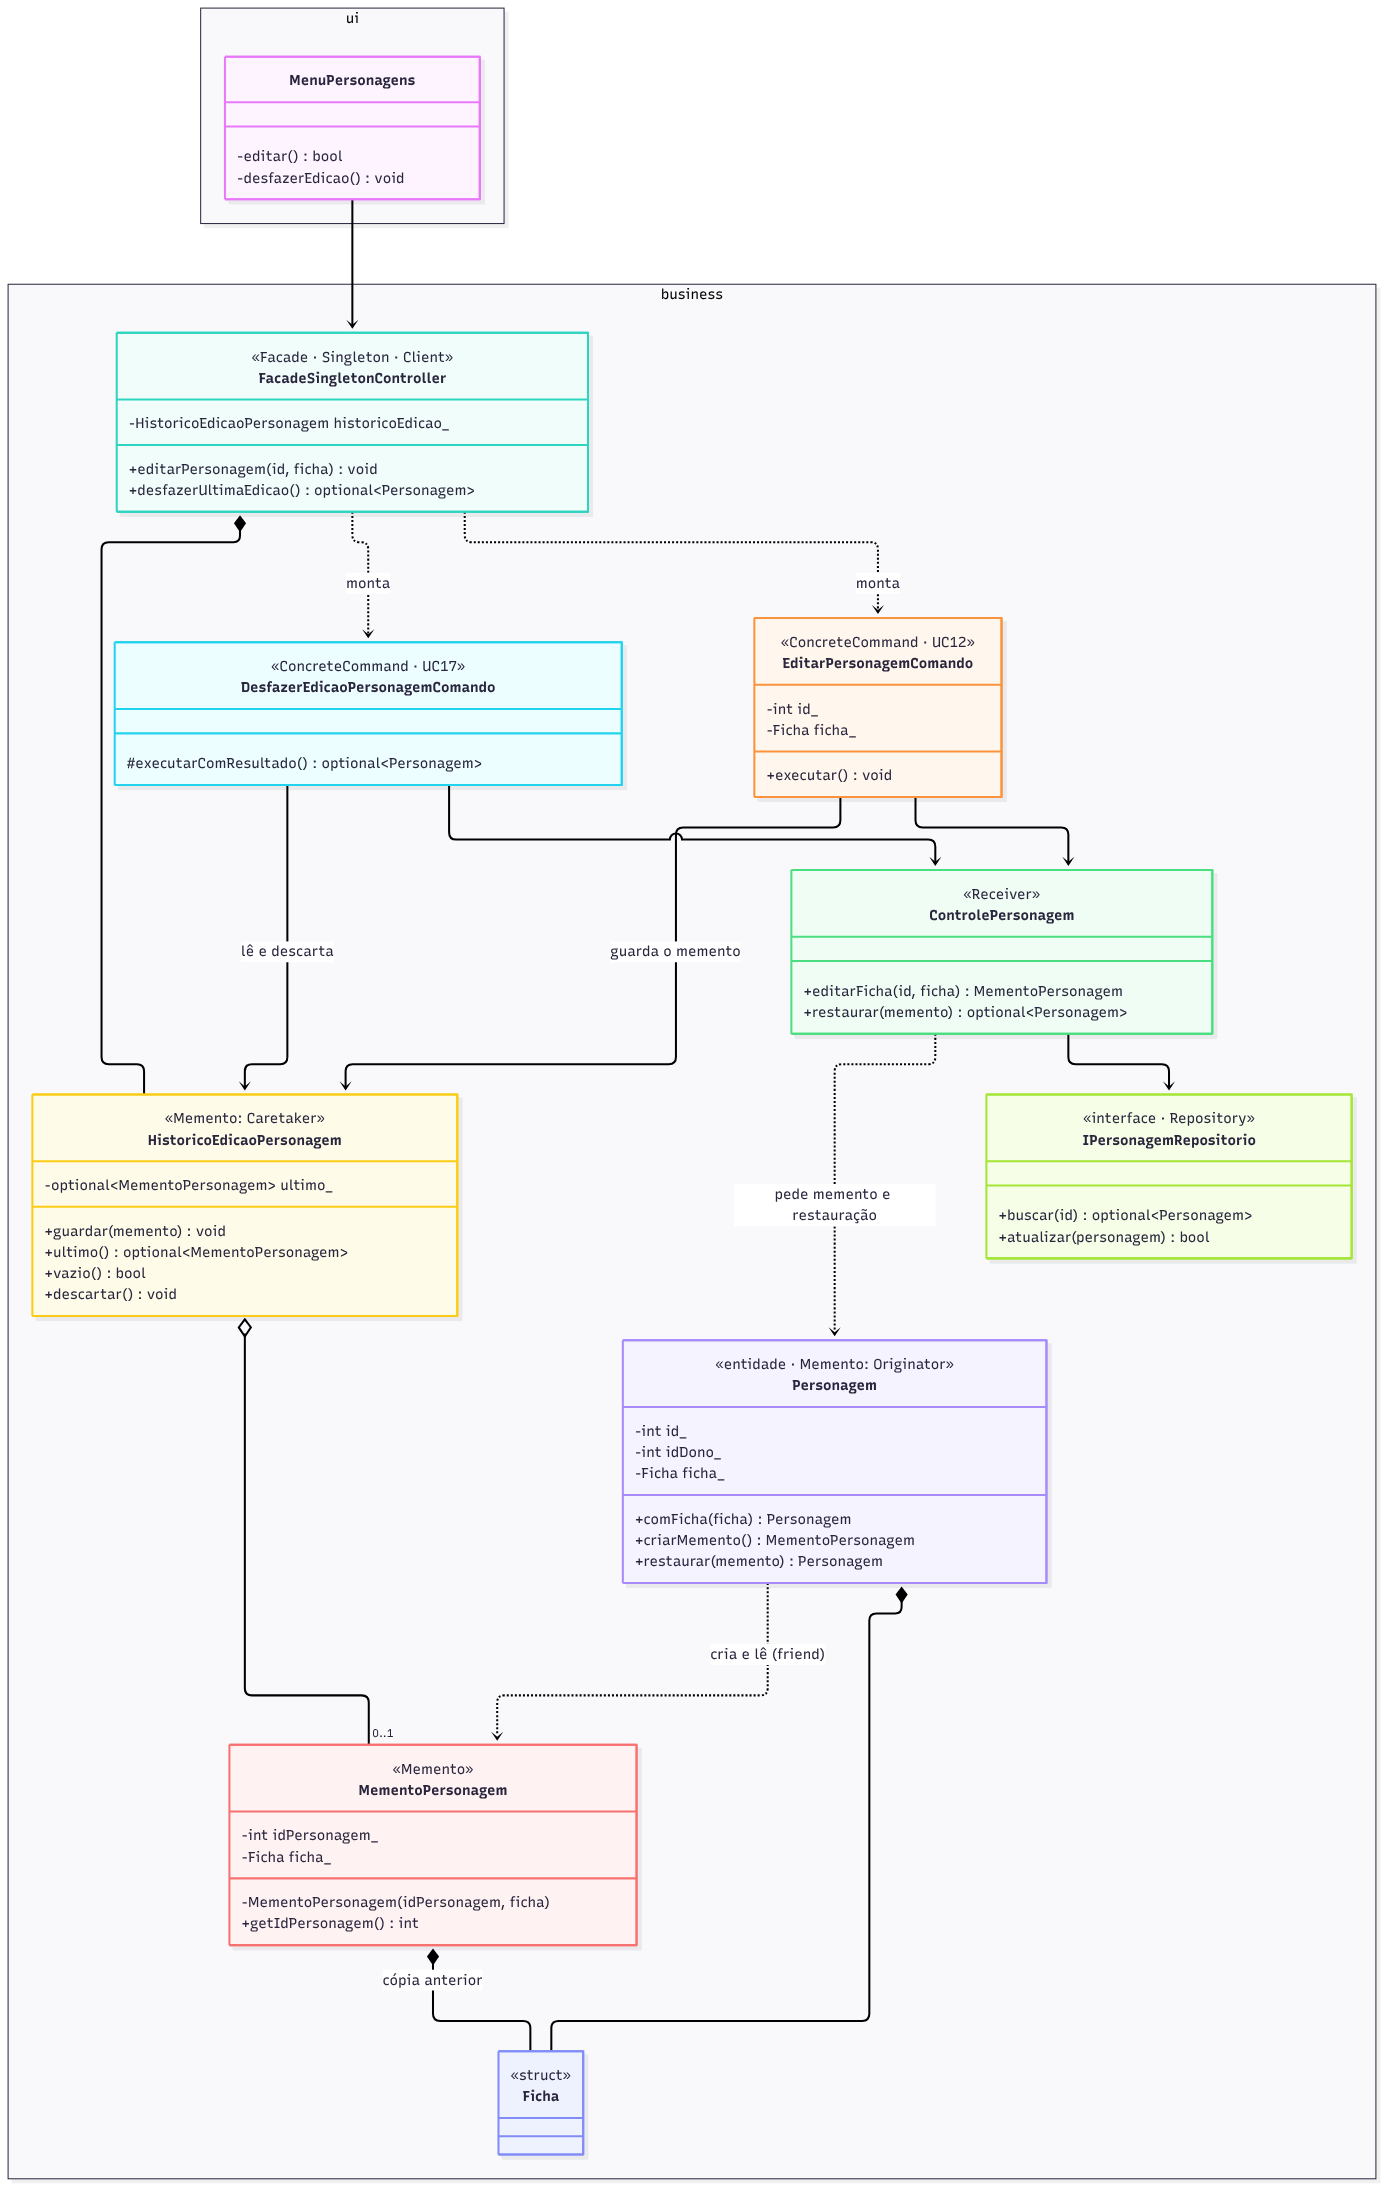 ui
MenuPersonagens
-editar() : bool
-desfazerEdicao() : void
business
«Facade · Singleton · Client»
FacadeSingletonController
-HistoricoEdicaoPersonagem historicoEdicao_
+editarPersonagem(id, ficha) : void
+desfazerUltimaEdicao() : optional<Personagem>
monta
monta
«ConcreteCommand · UC17»
DesfazerEdicaoPersonagemComando
#executarComResultado() : optional<Personagem>
«ConcreteCommand · UC12»
EditarPersonagemComando
-int id_
-Ficha ficha_
+executar() : void
lê e descarta
guarda o memento
«Receiver»
ControlePersonagem
+editarFicha(id, ficha) : MementoPersonagem
+restaurar(memento) : optional<Personagem>
«Memento: Caretaker»
HistoricoEdicaoPersonagem
-optional<MementoPersonagem> ultimo_
+guardar(memento) : void
+ultimo() : optional<MementoPersonagem>
+vazio() : bool
+descartar() : void
pede memento e
restauração
«interface · Repository»
IPersonagemRepositorio
+buscar(id) : optional<Personagem>
+atualizar(personagem) : bool
«entidade · Memento: Originator»
Personagem
-int id_
-int idDono_
-Ficha ficha_
+comFicha(ficha) : Personagem
+criarMemento() : MementoPersonagem
+restaurar(memento) : Personagem
cria e lê (friend)
0..1
«Memento»
MementoPersonagem
-int idPersonagem_
-Ficha ficha_
-MementoPersonagem(idPersonagem, ficha)
+getIdPersonagem() : int
cópia anterior
«struct»
Ficha